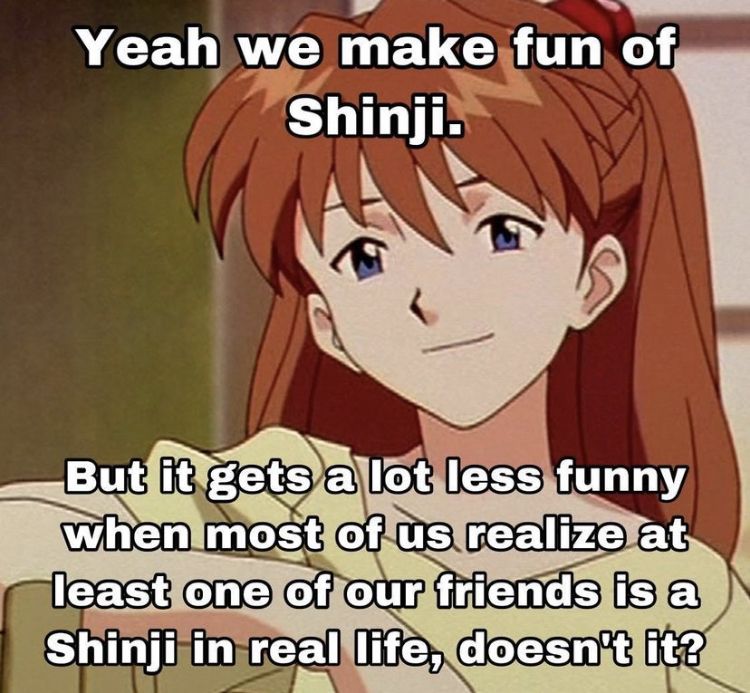 Yeah we make fun of
Shinji.
But it gets a lot less funny
when most of us realize at
least one of our friends is a
Shinji in real life, doesn't it?